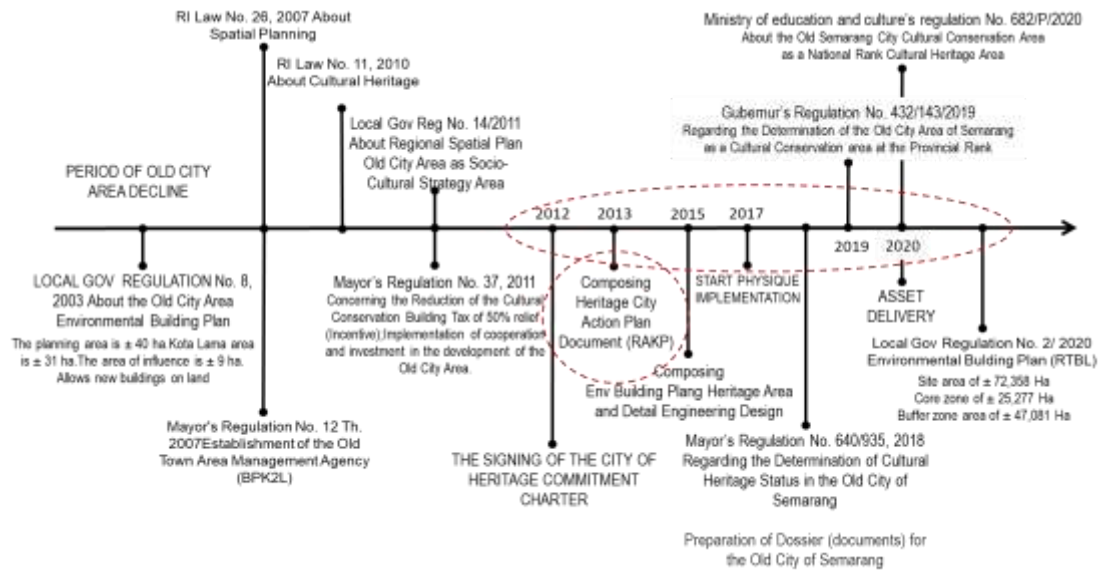 RI Law No. 26, 2007 About
Spatial Planning
RI Law No. 11, 2010
About Cultural Heritage
Local Gov Reg No. 14/2011
About Regional Spatial Plan
Old City Area as Socio-
Cultural Strategy Area
PERIOD OF OLD CITY
AREA DECLINE
Ministry of education and culture's regulation No. 682/P/2020
About the Old Semarang City Cultural Conservation Area
as a National Rank Cultural Heritage Area
Gubernur's Regulation No. 432/143/2019
Regarding the Determination of the Old City Area of Semarang
as a Cultural Conservation area at the Provincial Rank
2012
2013
2015
2017
2019
2020
LOCAL GOV REGULATION No. 8,
2003 About the Old City Area
Environmental Building Plan
The planning area is ± 40 ha Kota Lama area
is ± 31 ha.The area of influence is ± 9 ha.
Allows new buildings on land
Mayor's Regulation No. 12 Th.
2007Establishment of the Old
Town Area Management Agency
(BPK2L)
Mayor's Regulation No. 37, 2011
Concerning the Reduction of the Cultural
Conservation Building Tax of 50% relief
(Incentive),Implementation of cooperation
and investment in the development of the
Old City Area.
THE SIGNING OF THE CITY OF
HERITAGE COMMITMENT
CHARTER
Composing
Heritage City
Action Plan
Document (RAKP)
Composing
Env Building Plang Heritage Area
and Detail Engineering Design
START PHYSIQUE
IMPLEMENTATION
Mayor's Regulation No. 640/935, 2018
Regarding the Determination of Cultural
Heritage Status in the Old City of
Semarang
Preparation of Dossier (documents) for
the Old City of Semarang
ASSET
DELIVERY
Local Gov Regulation No. 2/ 2020
Environmental Bulding Plan (RTBL)
Site area of ± 72,358 Ha
Core zone of ± 25,277 Ha
Buffer zone area of ± 47,081 Ha